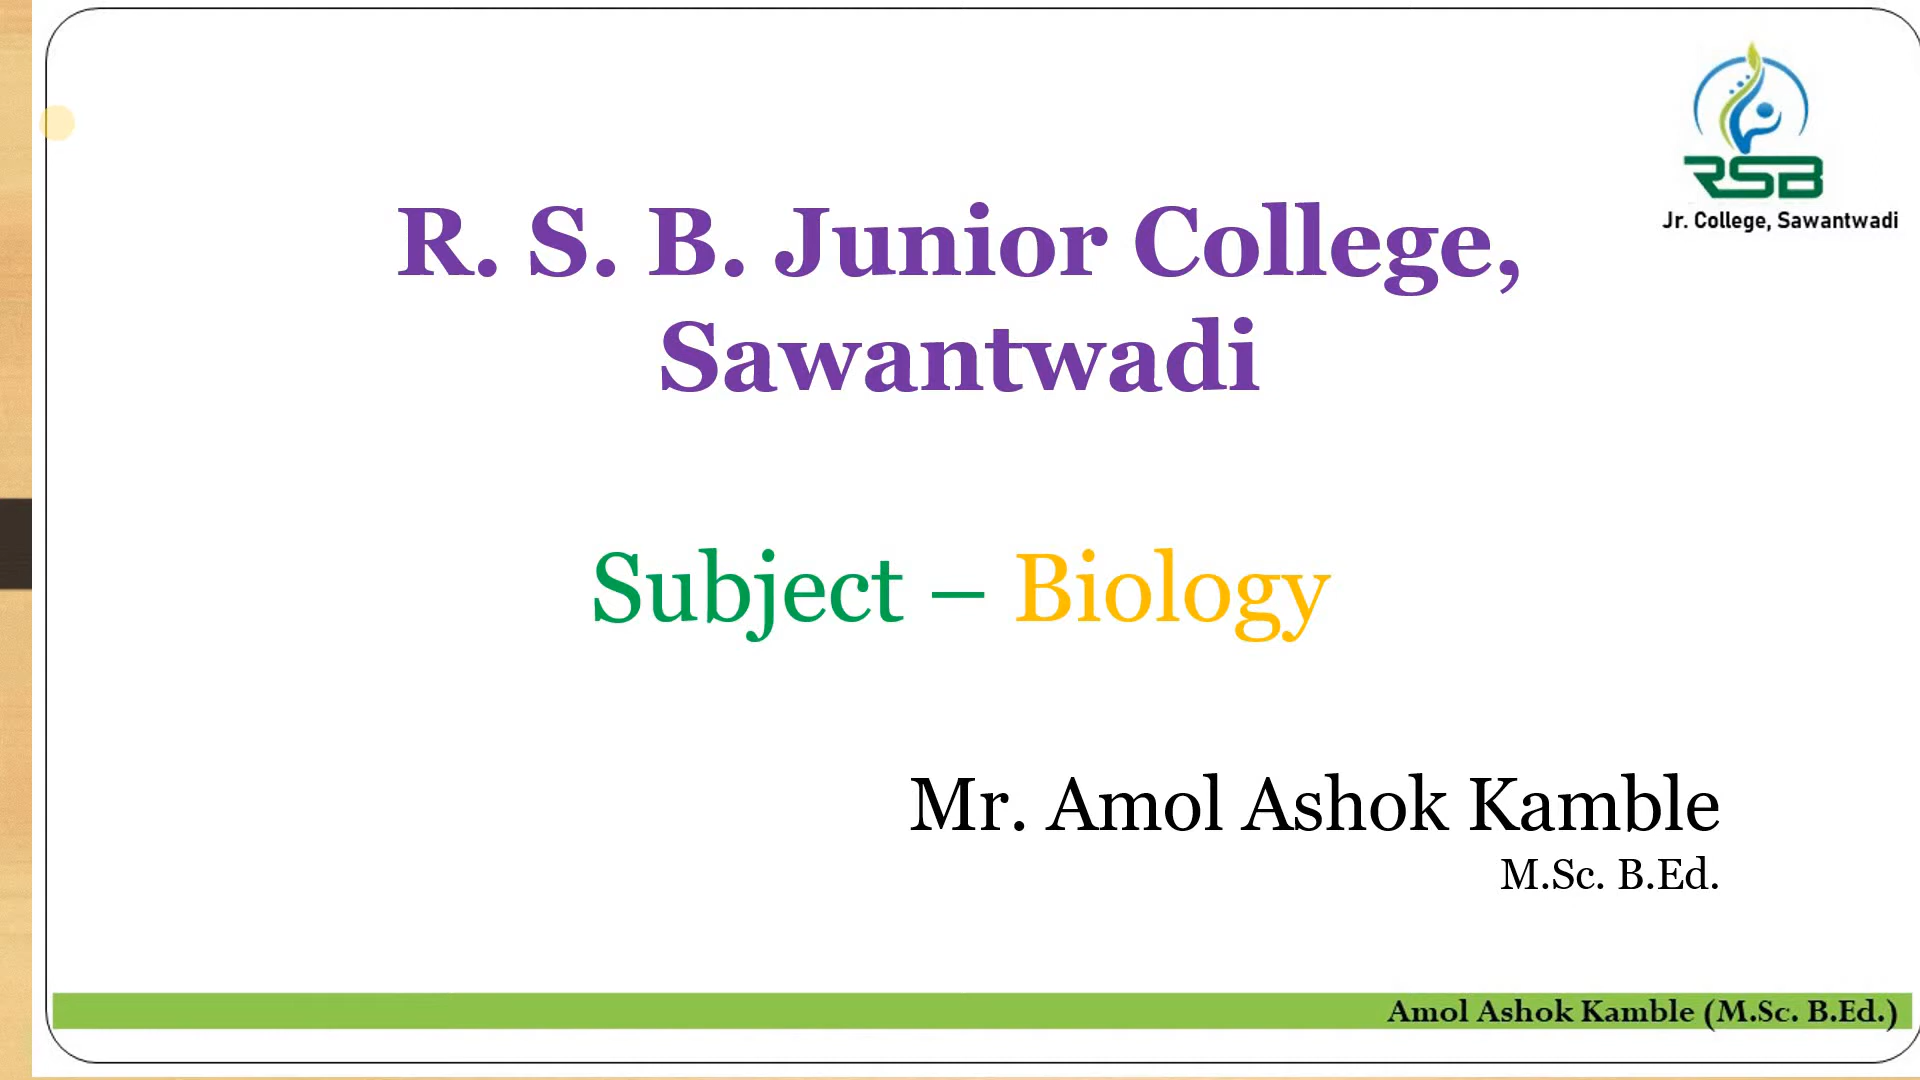 RSB
Jr. College, Sawantwadi
R. S. B. Junior College,
Sawantwadi
Subject – Biology
Mr. Amol Ashok Kamble
M.Sc. B.Ed.
Amol Ashok Kamble (M.Sc. B.Ed.)